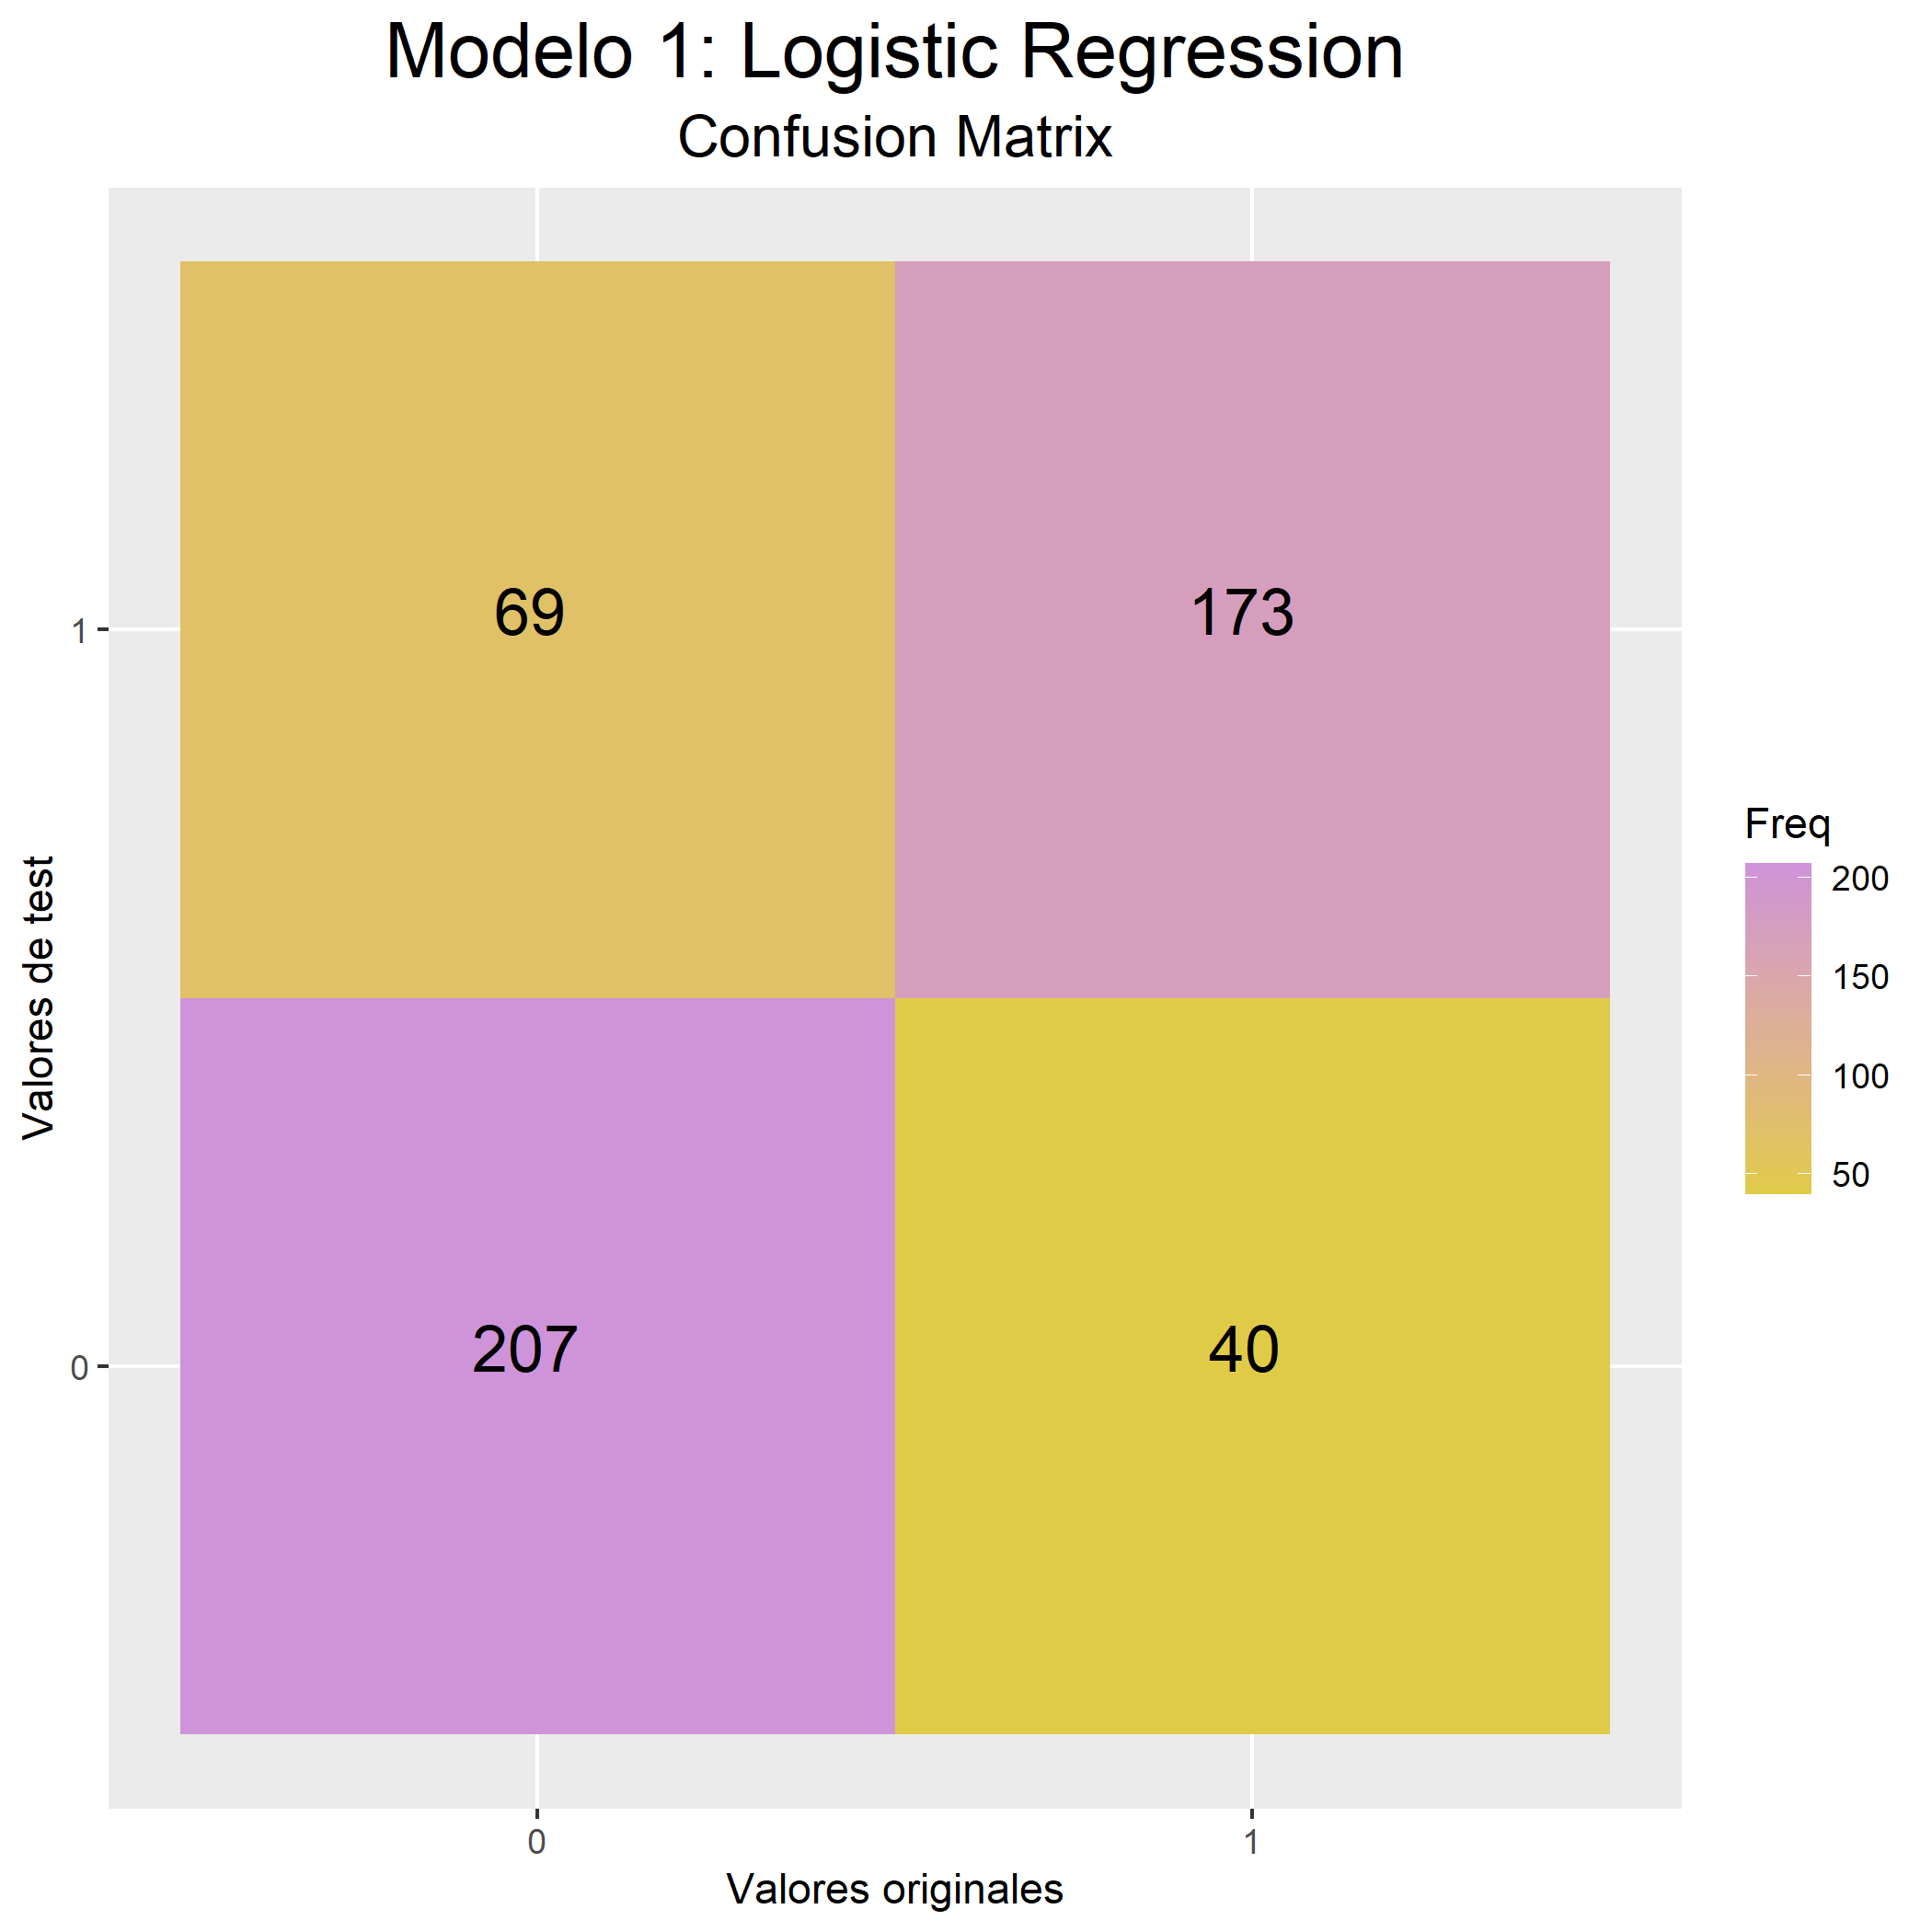 Modelo 1: Logistic Regression
Confusion Matrix
Valores de test
1
0
69
173
207
40
0
1
Valores originales
Freq
200
150
100
50